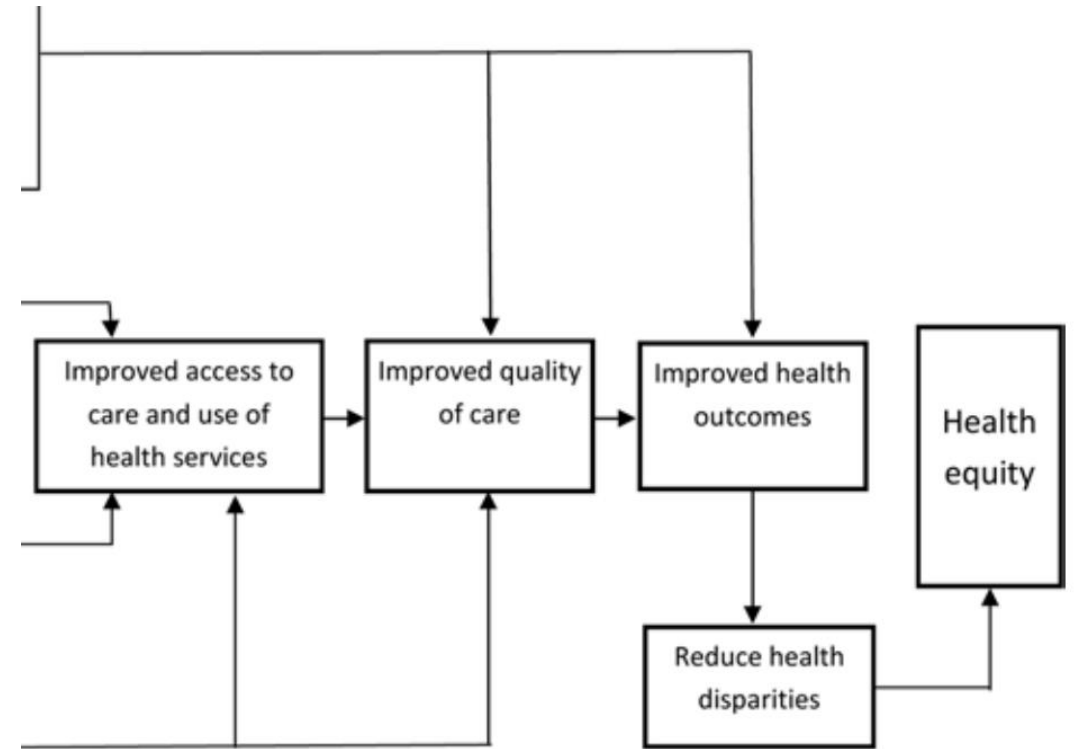 Improved access to
care and use of
health services
Improved quality
of care
Improved health
outcomes
Health
equity
Reduce health
disparities